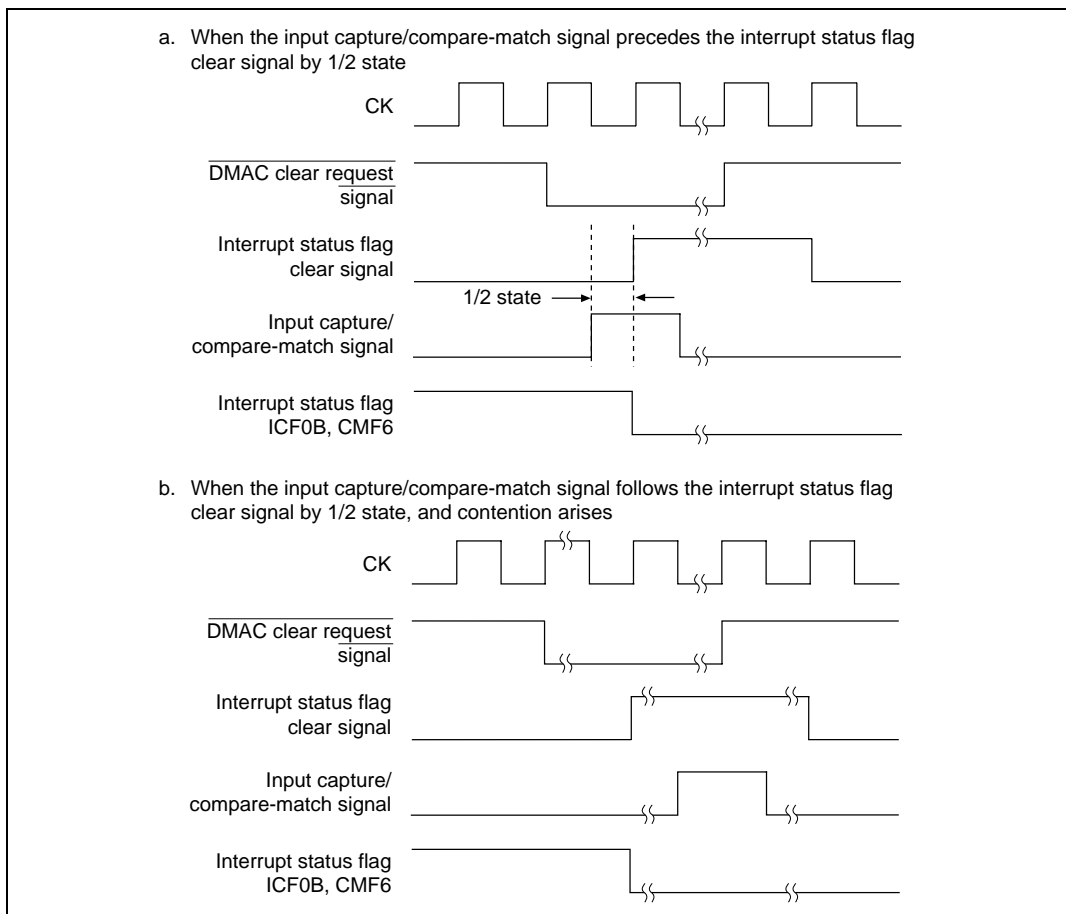 a. When the input capture/compare-match signal precedes the interrupt status flag
clear signal by 1/2 state
CK
DMAC clear request
signal
Interrupt status flag
clear signal
1/2 state
Input capture/
compare-match signal
Interrupt status flag
ICF0B, CMF6
b. When the input capture/compare-match signal follows the interrupt status flag
clear signal by 1/2 state, and contention arises
CK
DMAC clear request
signal
Interrupt status flag
clear signal
Input capture/
compare-match signal
Interrupt status flag
ICF0B, CMF6